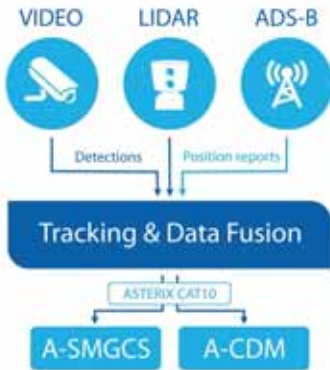 VIDEO LIDAR ADS-B
Detections Position reports
Tracking & Data Fusion
ASTERIX CAT10
A-SMGCS A-CDM